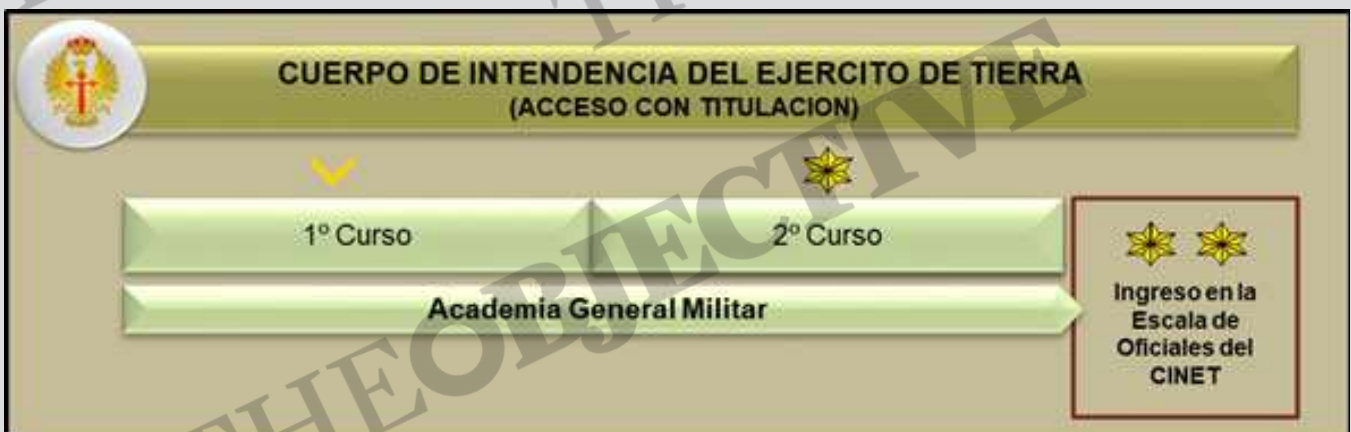 CUERPO DE INTENDENCIA DEL EJERCITO DE TIERRA
(ACCESO CON TITULACION)
1º Curso
2º Curso
Academia General Militar
Ingreso en la
Escala de
Oficiales del
CINET
THEOBJECTIVE